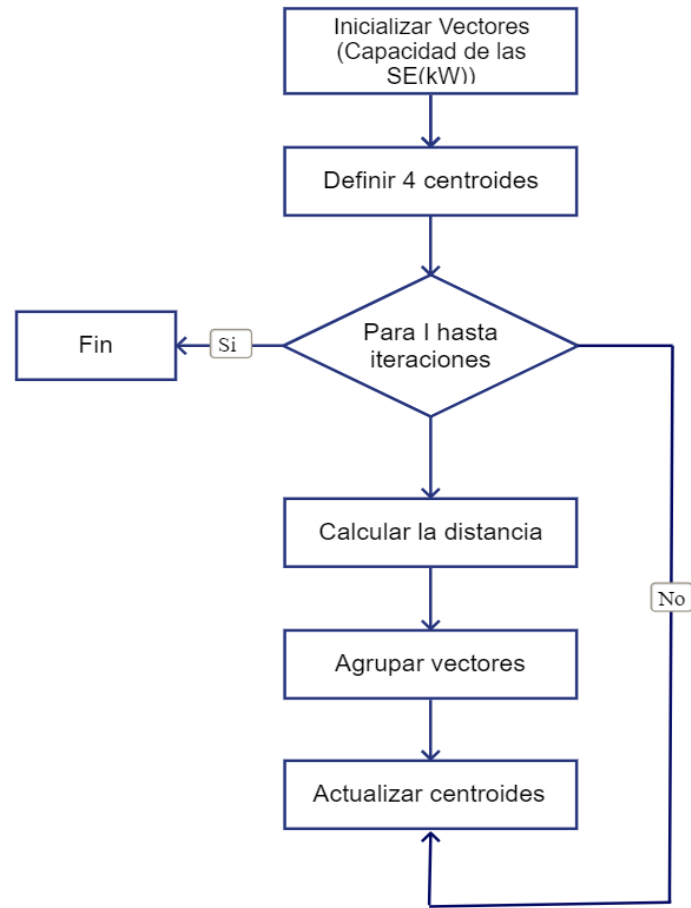 Inicializar Vectores
(Capacidad de las
SE(kW))
Definir 4 centroides
Para I hasta
iteraciones
Si
Fin
Calcular la distancia
No
Agrupar vectores
Actualizar centroides